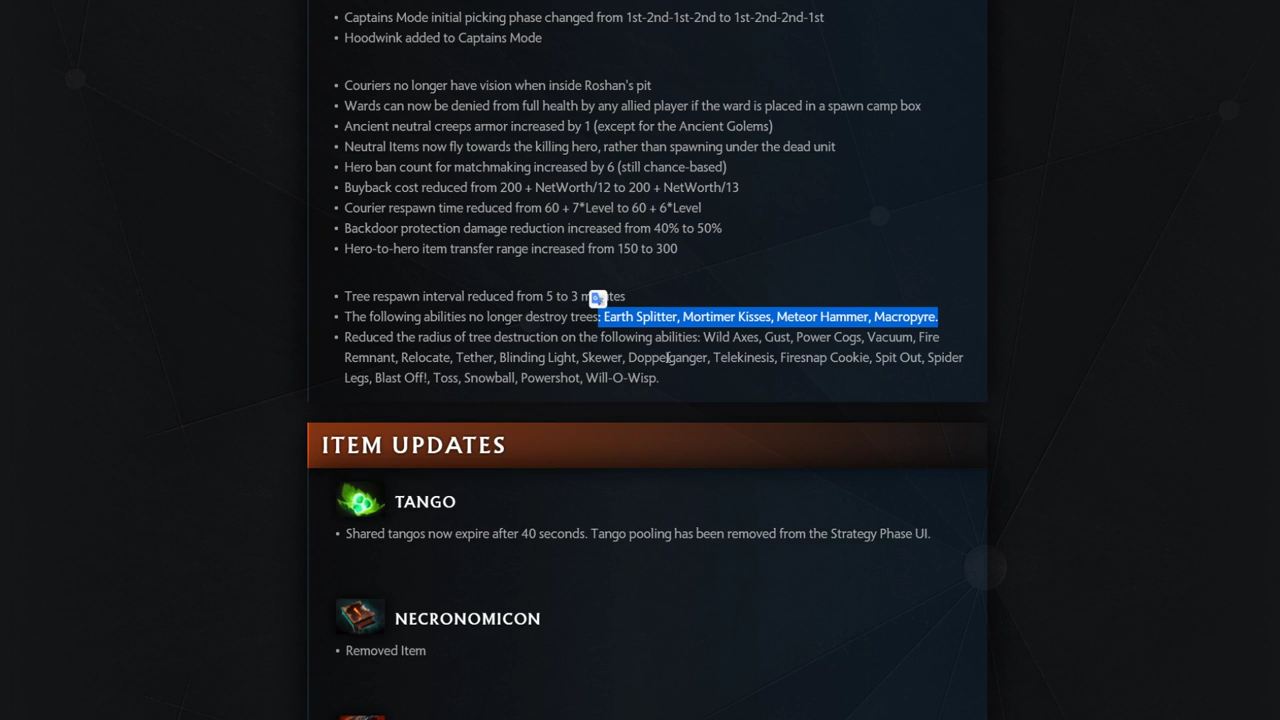 • Captains Mode initial picking phase changed from 1st-2nd-1st-2nd to 1st-2nd-2nd-1st
• Hoodwink added to Captains Mode
• Couriers no longer have vision when inside Roshan's pit
• Wards can now be denied from full health by any allied player if the ward is placed in a spawn camp box
• Ancient neutral creeps armor increased by 1 (except for the Ancient Golems)
• Neutral Items now fly towards the killing hero, rather than spawning under the dead unit
• Hero ban count for matchmaking increased by 6 (still chance-based)
• Buyback cost reduced from 200 + NetWorth/12 to 200 + NetWorth/13
• Courier respawn time reduced from 60 + 7*Level to 60 + 6*Level
• Backdoor protection damage reduction increased from 40% to 50%
• Hero-to-hero item transfer range increased from 150 to 300
• Tree respawn interval reduced from 5 to 3 minutes
• The following abilities no longer destroy trees: Earth Splitter, Mortimer Kisses, Meteor Hammer, Macropyre.
• Reduced the radius of tree destruction on the following abilities: Wild Axes, Gust, Power Cogs, Vacuum, Fire
Remnant, Relocate, Tether, Blinding Light, Skewer, Doppelganger, Telekinesis, Firesnap Cookie, Spit Out, Spider
Legs, Blast Off!, Toss, Snowball, Powershot, Will-O-Wisp.
ITEM UPDATES
TANGO
• Shared tangos now expire after 40 seconds. Tango pooling has been removed from the Strategy Phase UI.
NECRONOMICON
• Removed Item